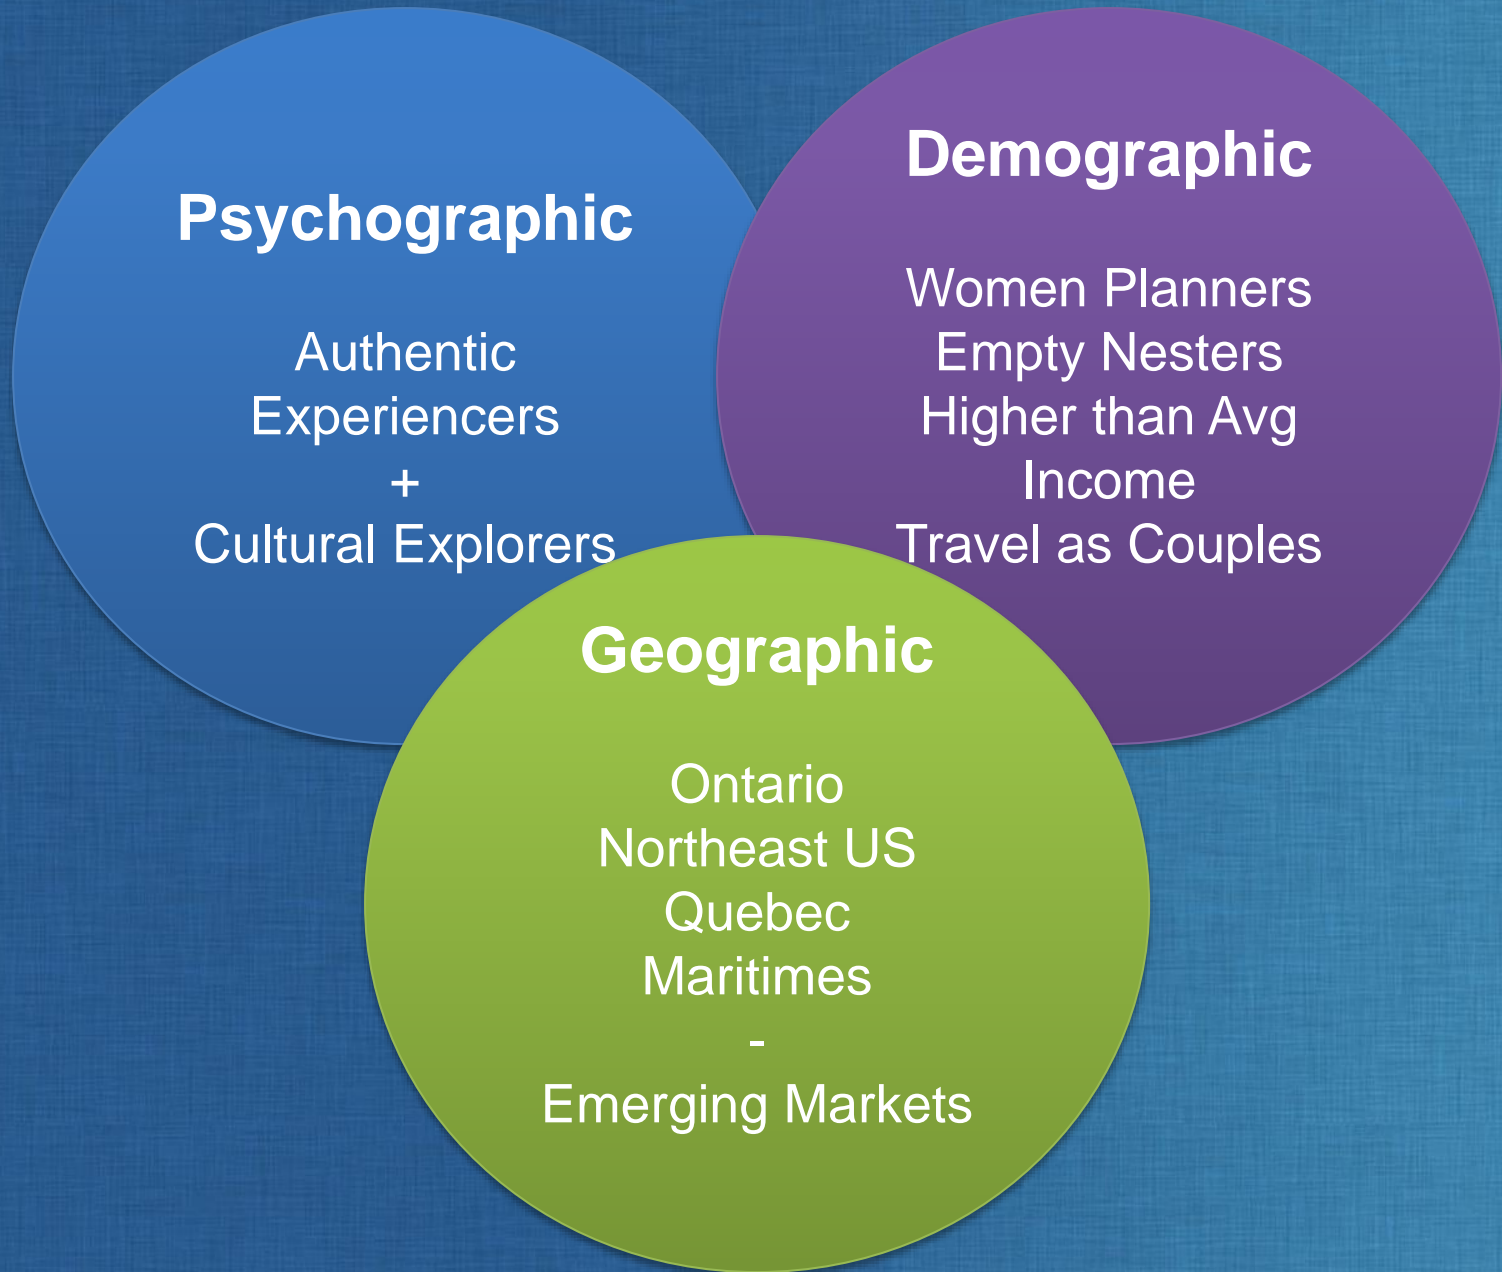 Psychographic
Authentic
Experiencers
+
Cultural Explorers
Demographic
Women Planners
Empty Nesters
Higher than Avg
Income
Travel as Couples
Geographic
Ontario
Northeast US
Quebec
Maritimes
-
Emerging Markets